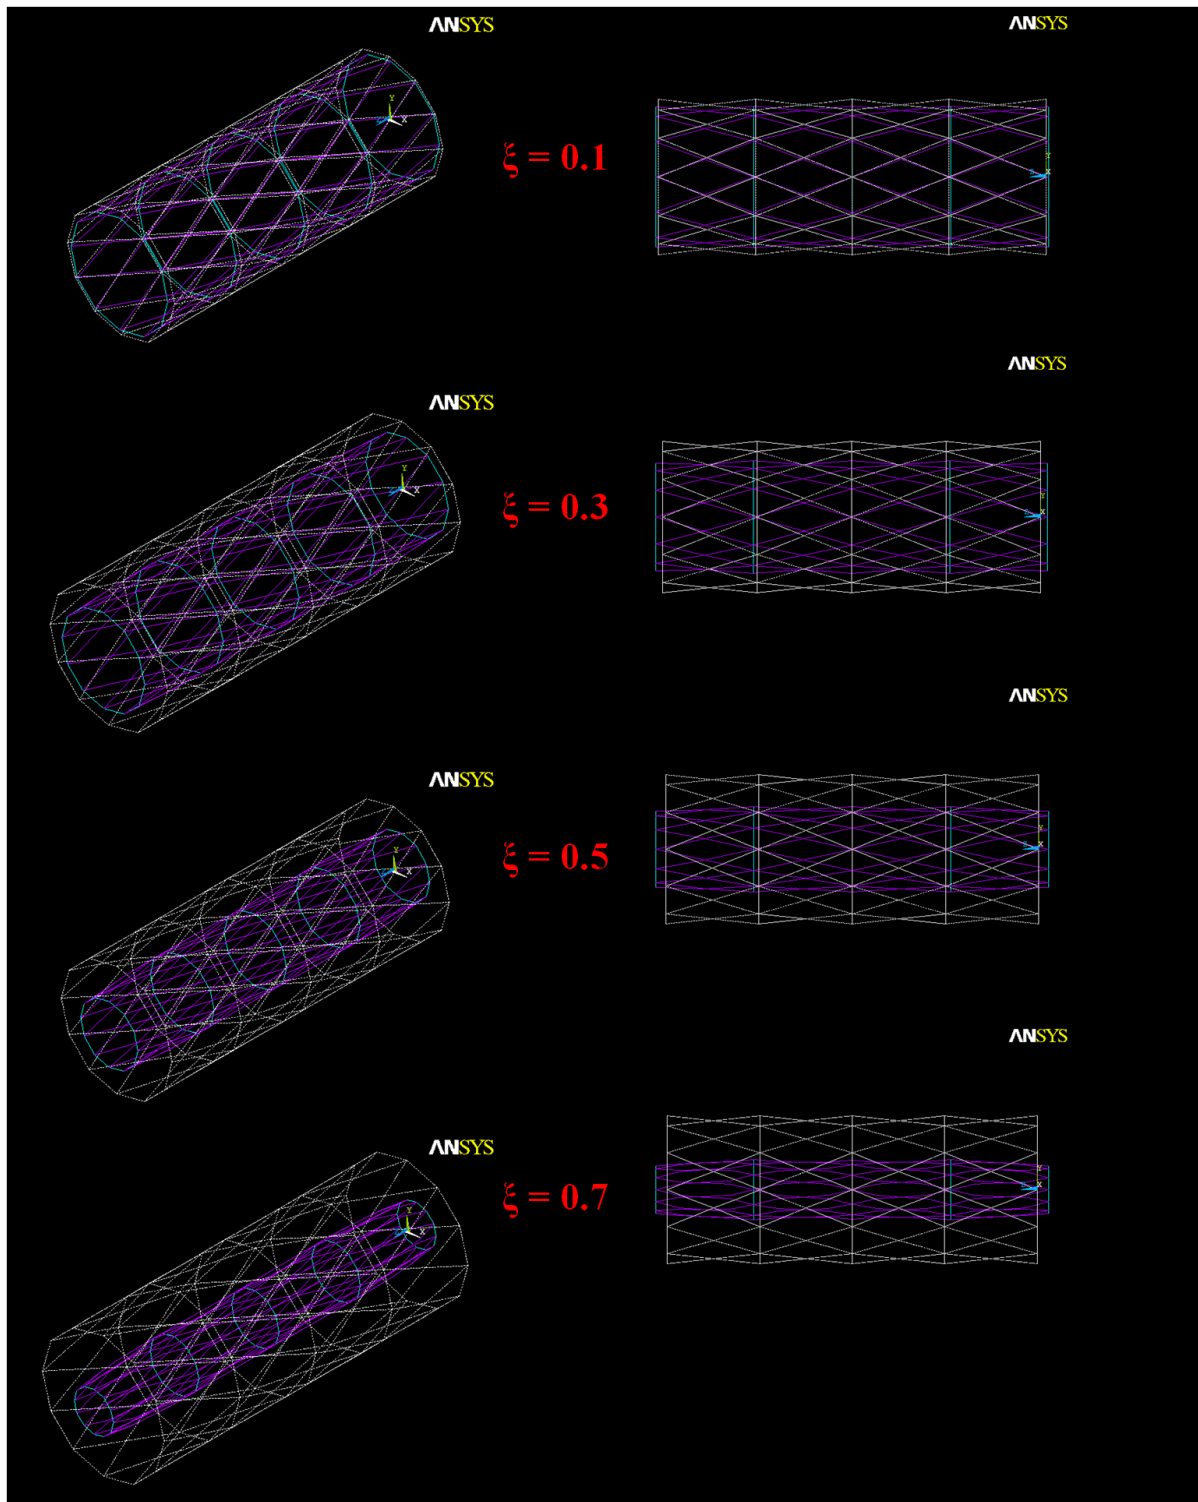 ANSYS
ANSYS
ξ = 0.1
ANSYS
ANSYS
ξ = 0.3
ANSYS
ANSYS
ξ = 0.5
ANSYS
ANSYS
ξ = 0.7